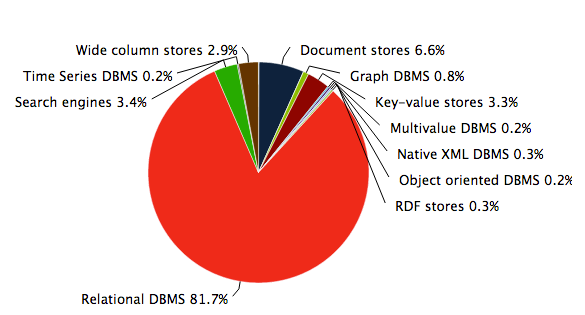 Wide column stores 2.9%
Document stores 6.6%
Time Series DBMS 0.2%
Graph DBMS 0.8%
Search engines 3.4%
Key-value stores 3.3%
Multivalue DBMS 0.2%
Native XML DBMS 0.3%
Object oriented DBMS 0.2%
RDF stores 0.3%
Relational DBMS 81.7%